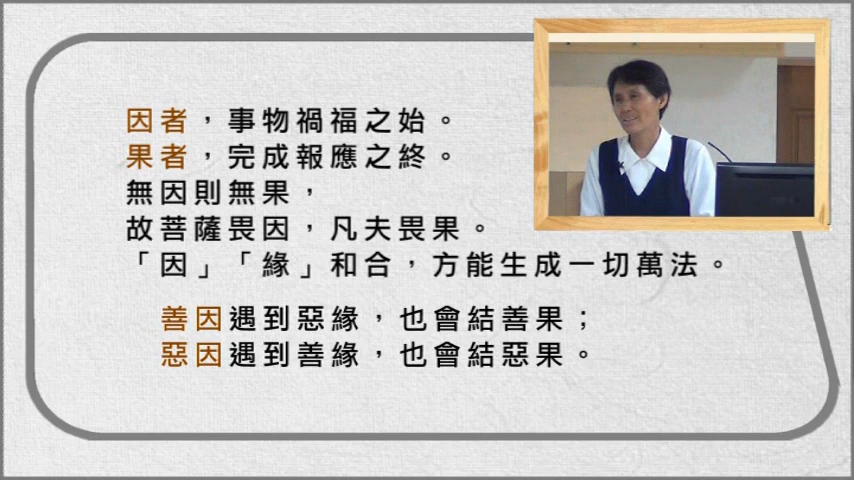 因者，事物禍福之始。
果者，完成報應之終。
無因則無果，
故菩薩畏因，凡夫畏果。
「因」「緣」和合，方能生成一切萬法。
善因遇到惡緣，也會結善果；
惡因遇到善緣，也會結惡果。